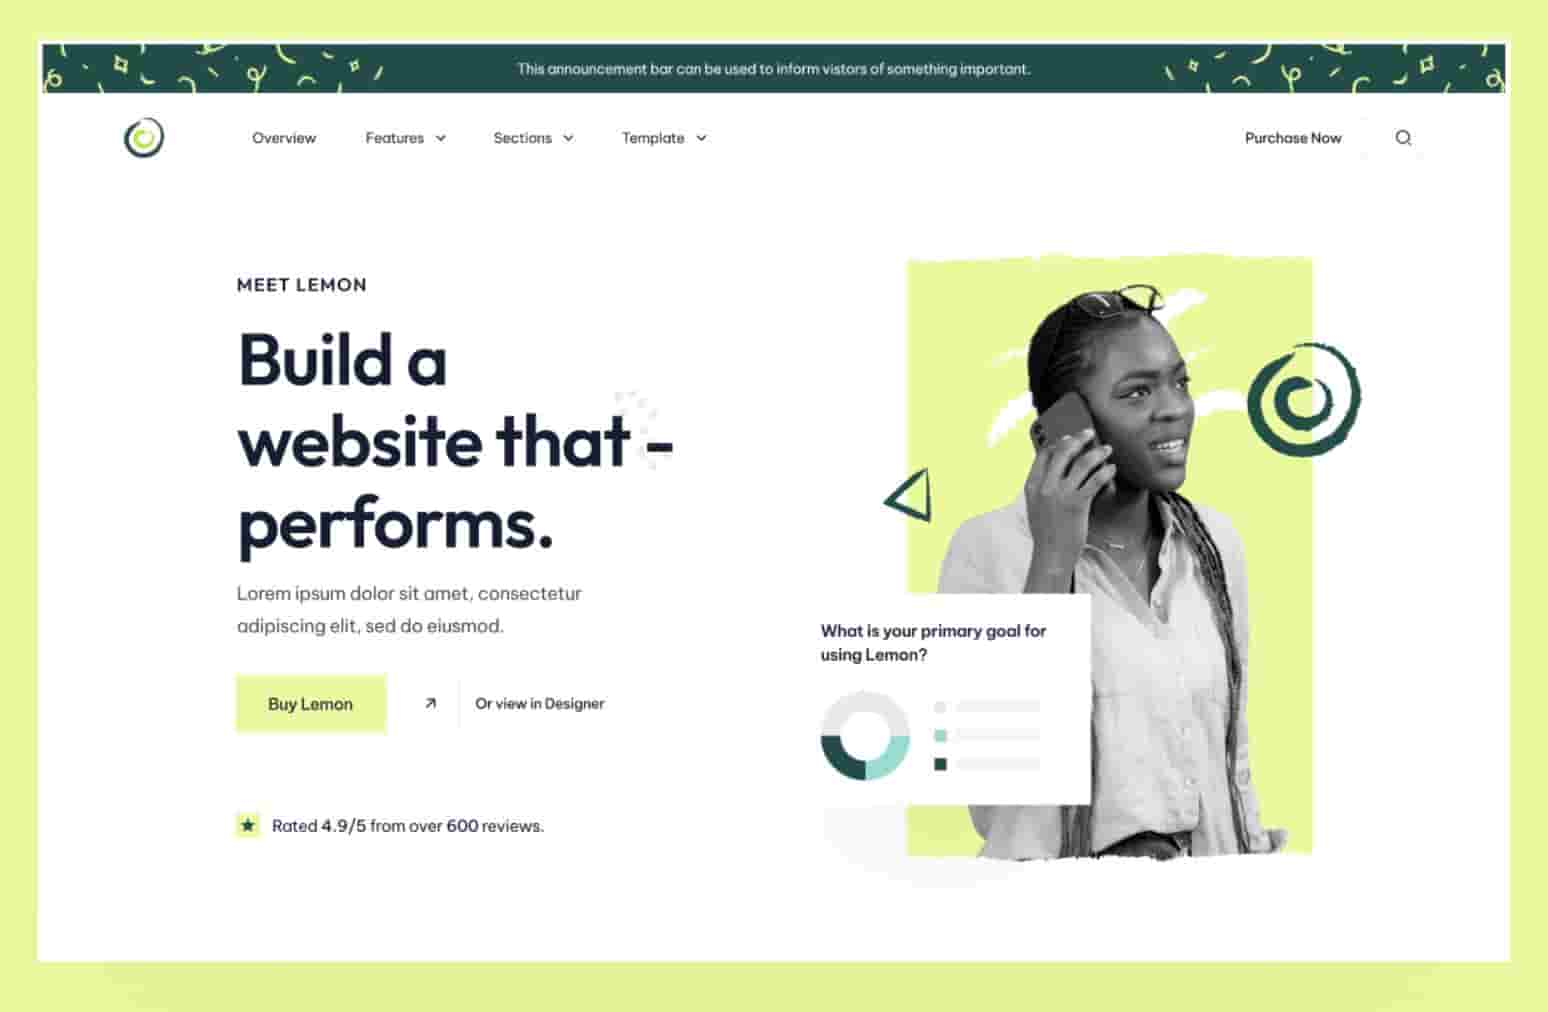 This announcement bar can be used to inform vistors of something important.
Overview
Features
Sections
Template
Purchase Now
MEET LEMON
Build a
website that -
performs.
Lorem ipsum dolor sit amet, consectetur
adipiscing elit, sed do eiusmod.
Buy Lemon
Or view in Designer
Rated 4.9/5 from over 600 reviews.
What is your primary goal for
using Lemon?